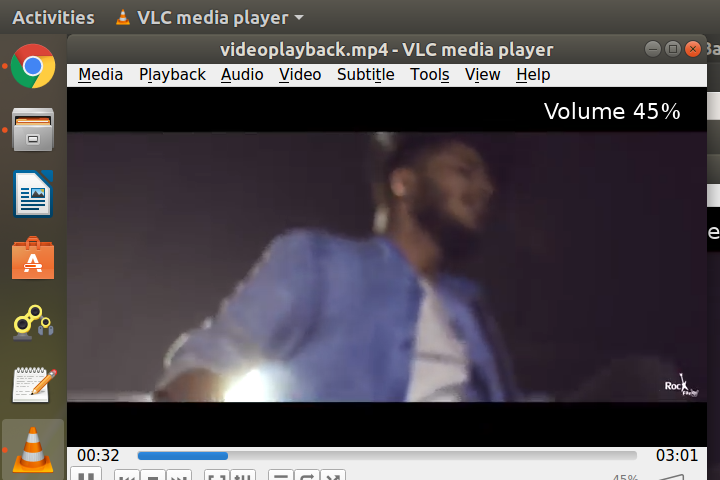 Activities VLC media player
videoplayback.mp4 - VLC media player
Media Playback Audio Video Subtitle Tools View Help
Volume 45%
Rock
00:32 03:01
45%